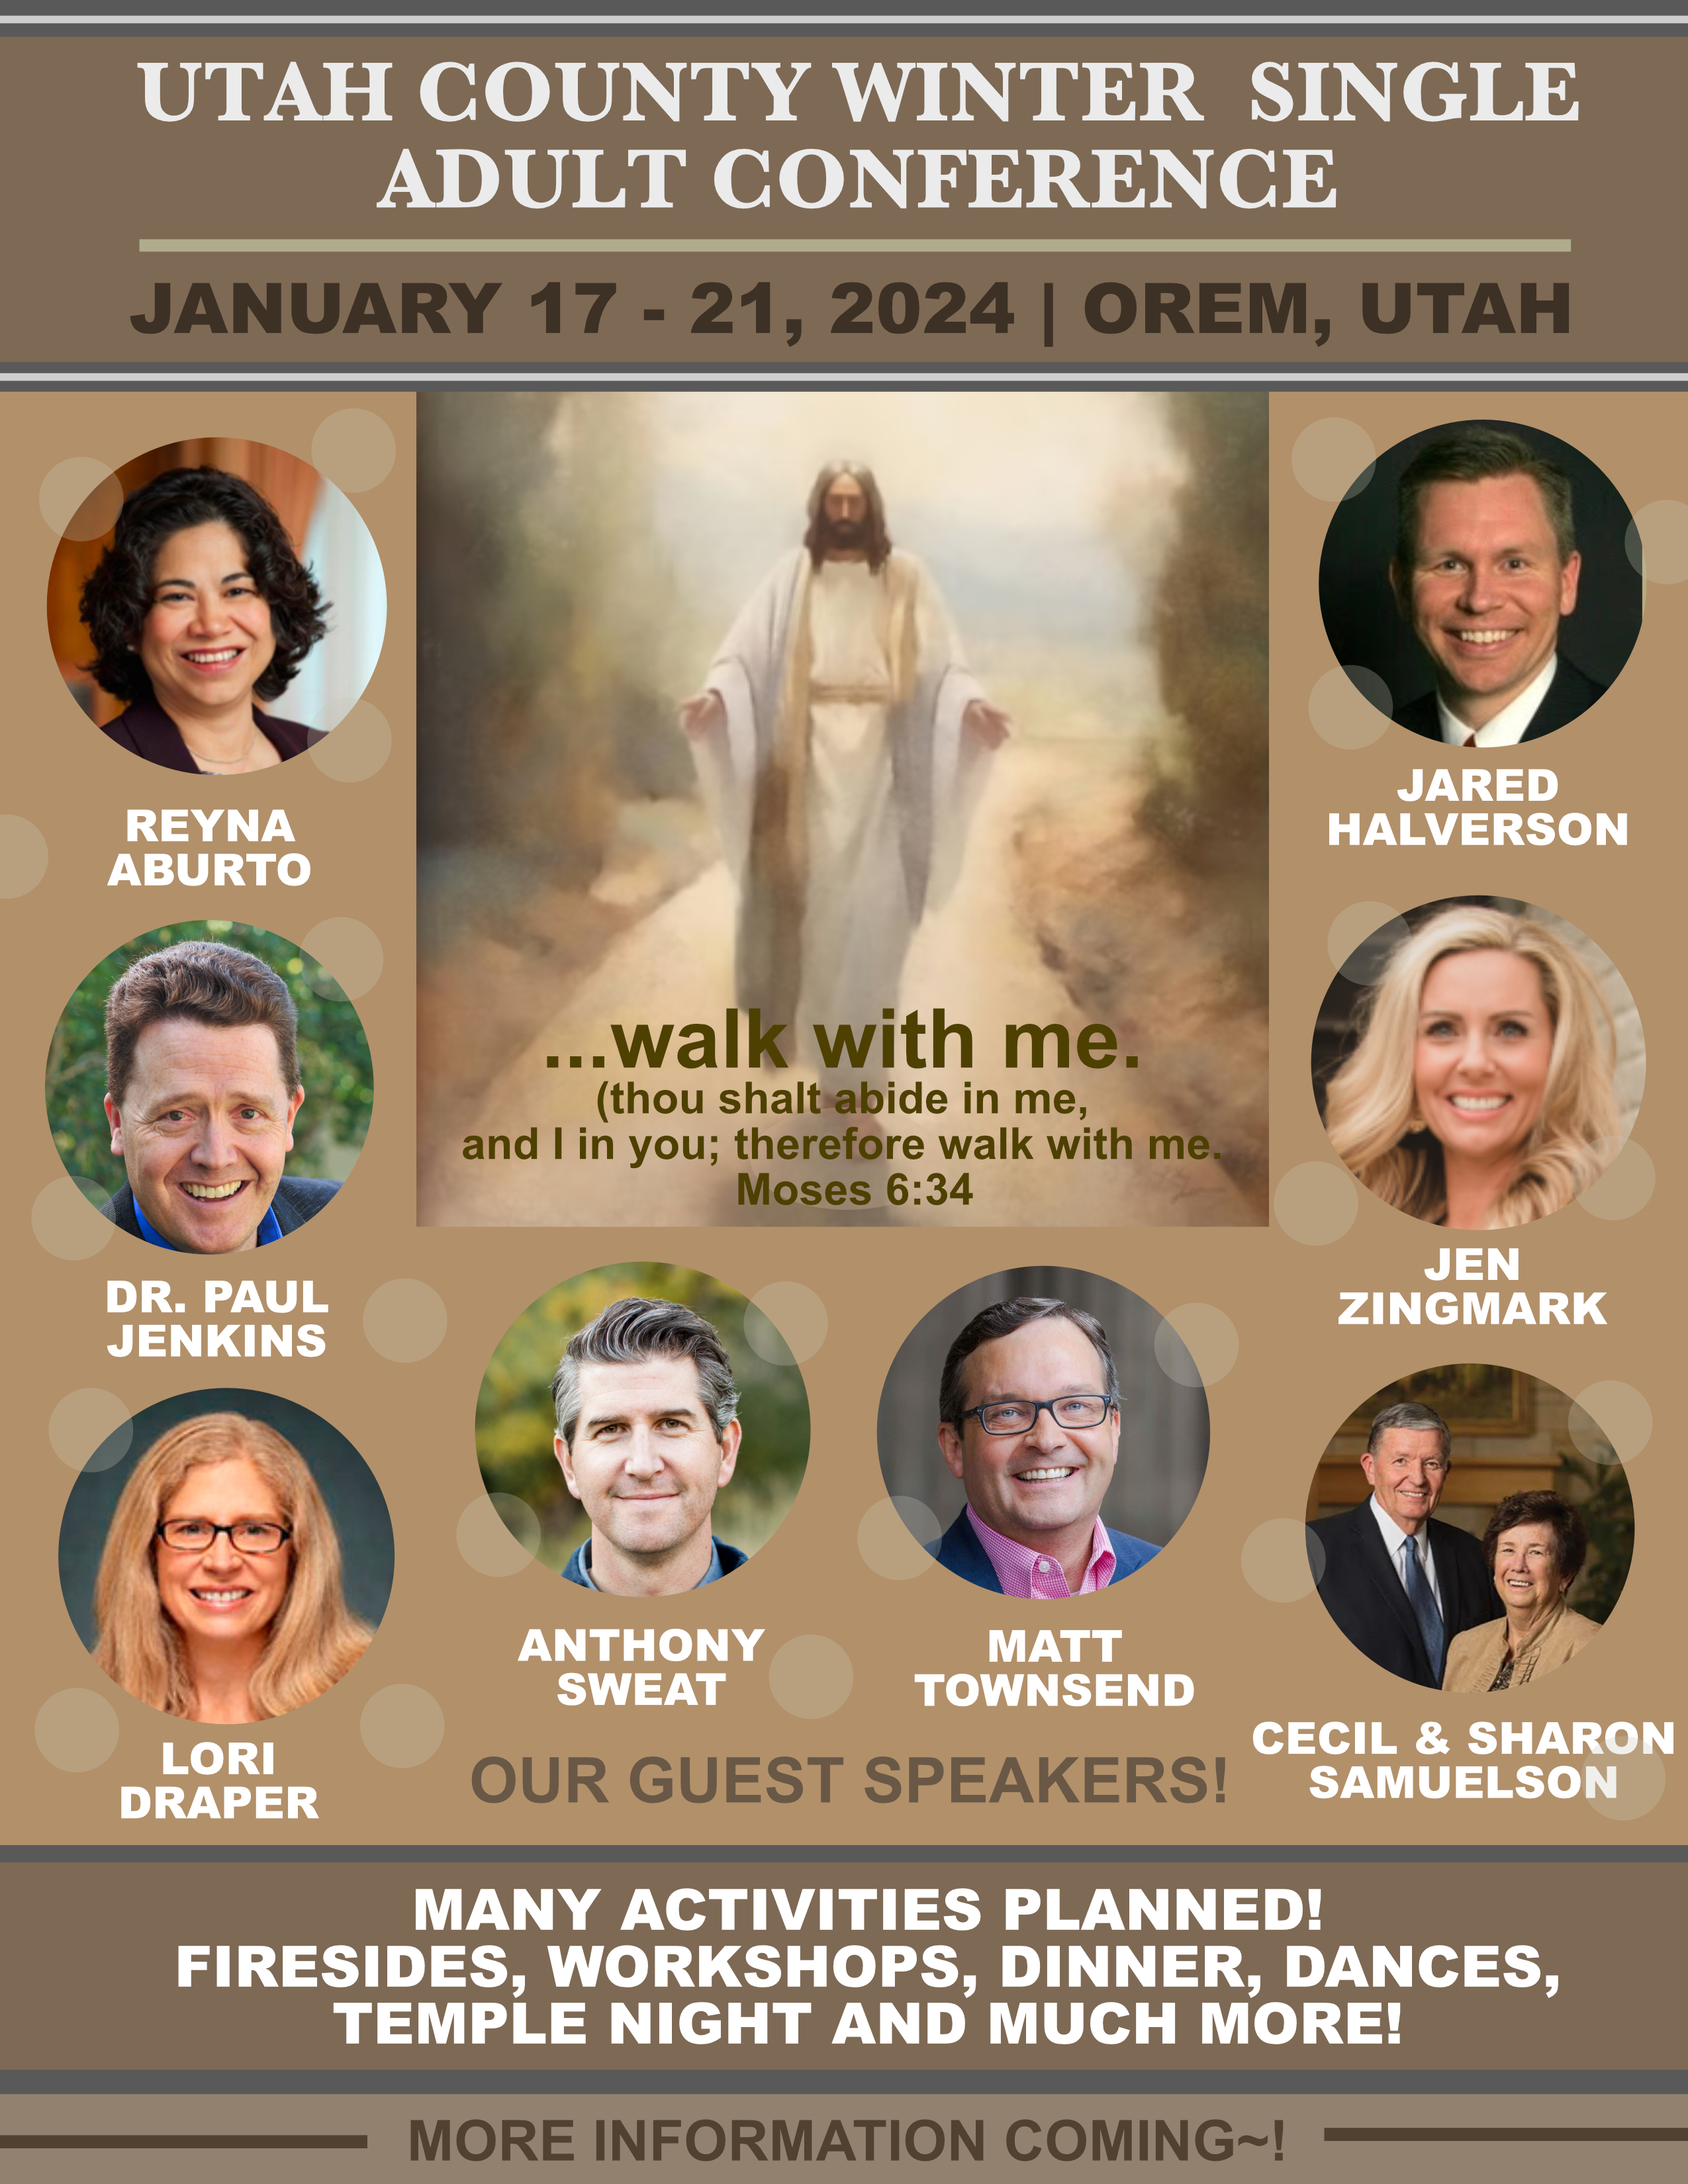 UTAH COUNTY WINTER SINGLE
ADULT CONFERENCE
JANUARY 17 - 21, 2024 | OREM, UTAH
REYNA
ABURTO
JARED
HALVERSON
...walk with me.
(thou shalt abide in me,
and I in you; therefore walk with me.
Moses 6:34
DR. PAUL
JENKINS
JEN
ZINGMARK
LORI
DRAPER
ANTHONY
SWEAT
MATT
TOWNSEND
CECIL & SHARON
SAMUELSON
OUR GUEST SPEAKERS!
MANY ACTIVITIES PLANNED!
FIRESIDES, WORKSHOPS, DINNER, DANCES,
TEMPLE NIGHT AND MUCH MORE!
MORE INFORMATION COMING~!